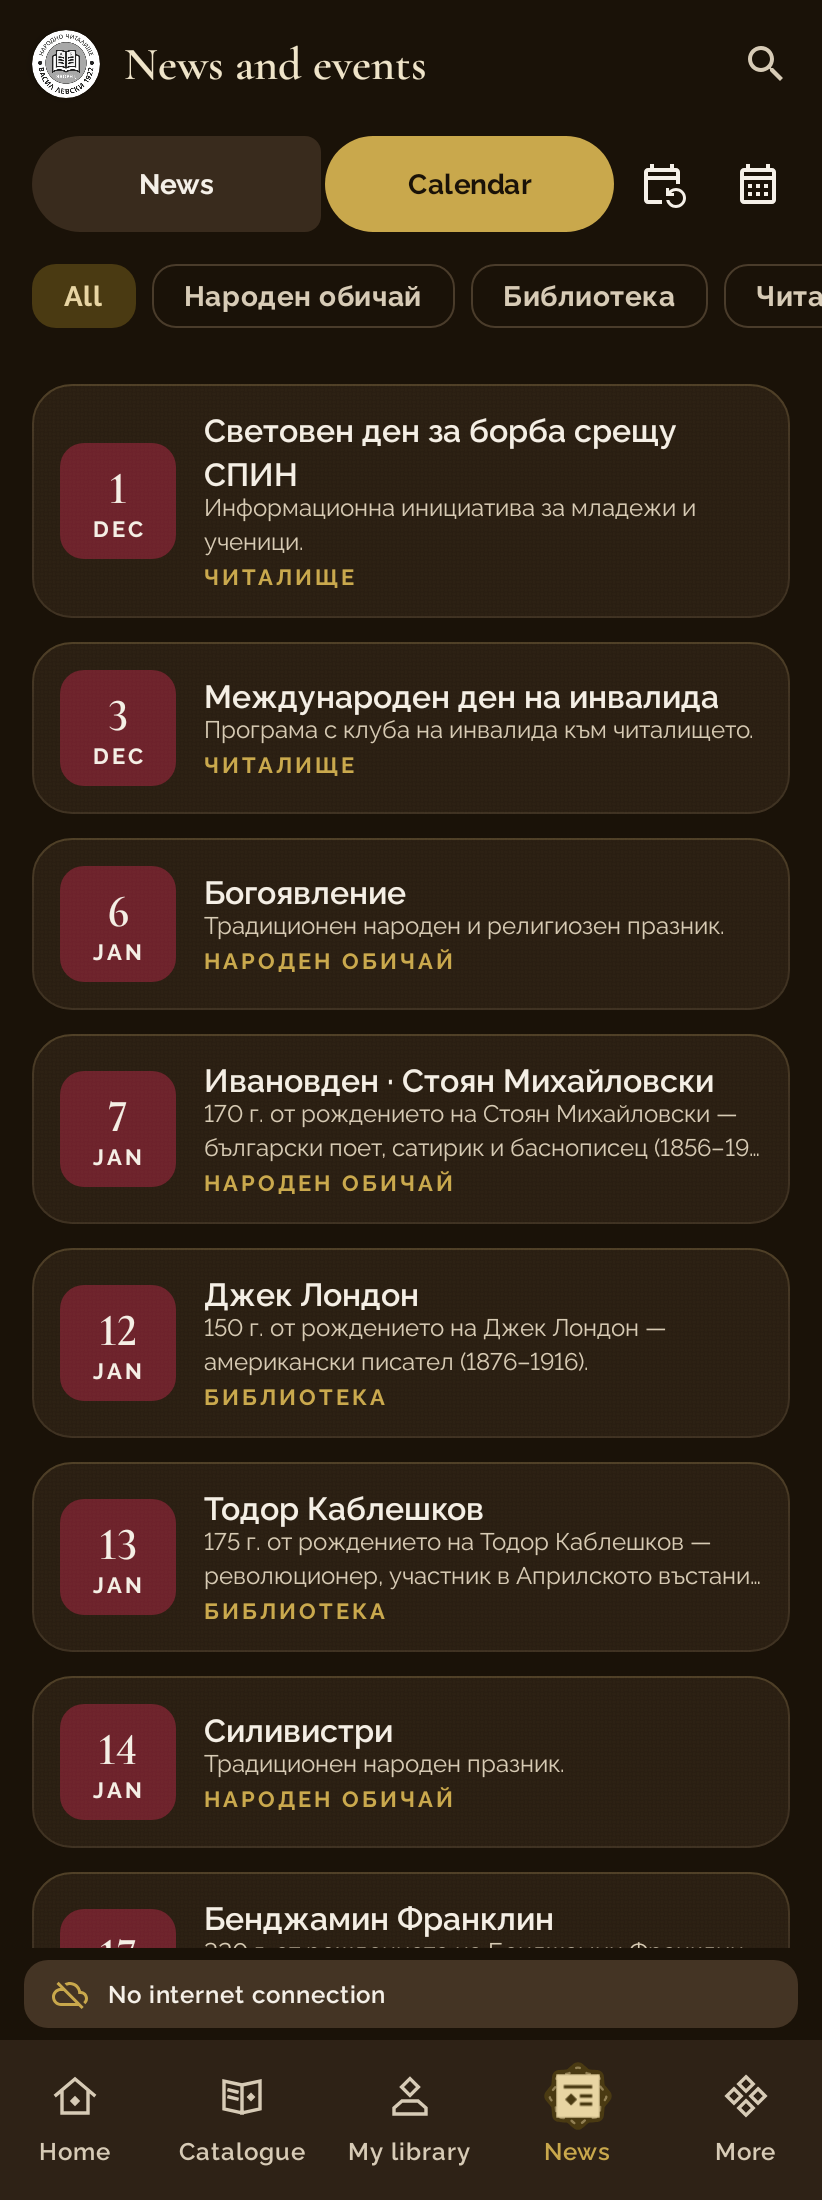 НАРОДНО ЧИТАЛИЩЕ
ВАСИЛ ЛЕВСКИ 1922
News and events
News
Calendar
All
Народен обичай
Библиотека
Чита
1
DEC
Световен ден за борба срещу
СПИН
Информационна инициатива за младежи и
ученици.
ЧИТАЛИЩЕ
3
DEC
Международен ден на инвалида
Програма с клуба на инвалида към читалището.
ЧИТАЛИЩЕ
6
JAN
Богоявление
Традиционен народен и религиозен празник.
НАРОДЕН ОБИЧАЙ
7
JAN
Ивановден · Стоян Михайловски
170 г. от рождението на Стоян Михайловски —
български поет, сатирик и баснописец (1856–19…
НАРОДЕН ОБИЧАЙ
12
JAN
Джек Лондон
150 г. от рождението на Джек Лондон —
американски писател (1876–1916).
БИБЛИОТЕКА
13
JAN
Тодор Каблешков
175 г. от рождението на Тодор Каблешков —
революционер, участник в Априлското въстани…
БИБЛИОТЕКА
14
JAN
Силивистри
Традиционен народен празник.
НАРОДЕН ОБИЧАЙ
17
Бенджамин Франклин
No internet connection
Home
Catalogue
My library
News
More